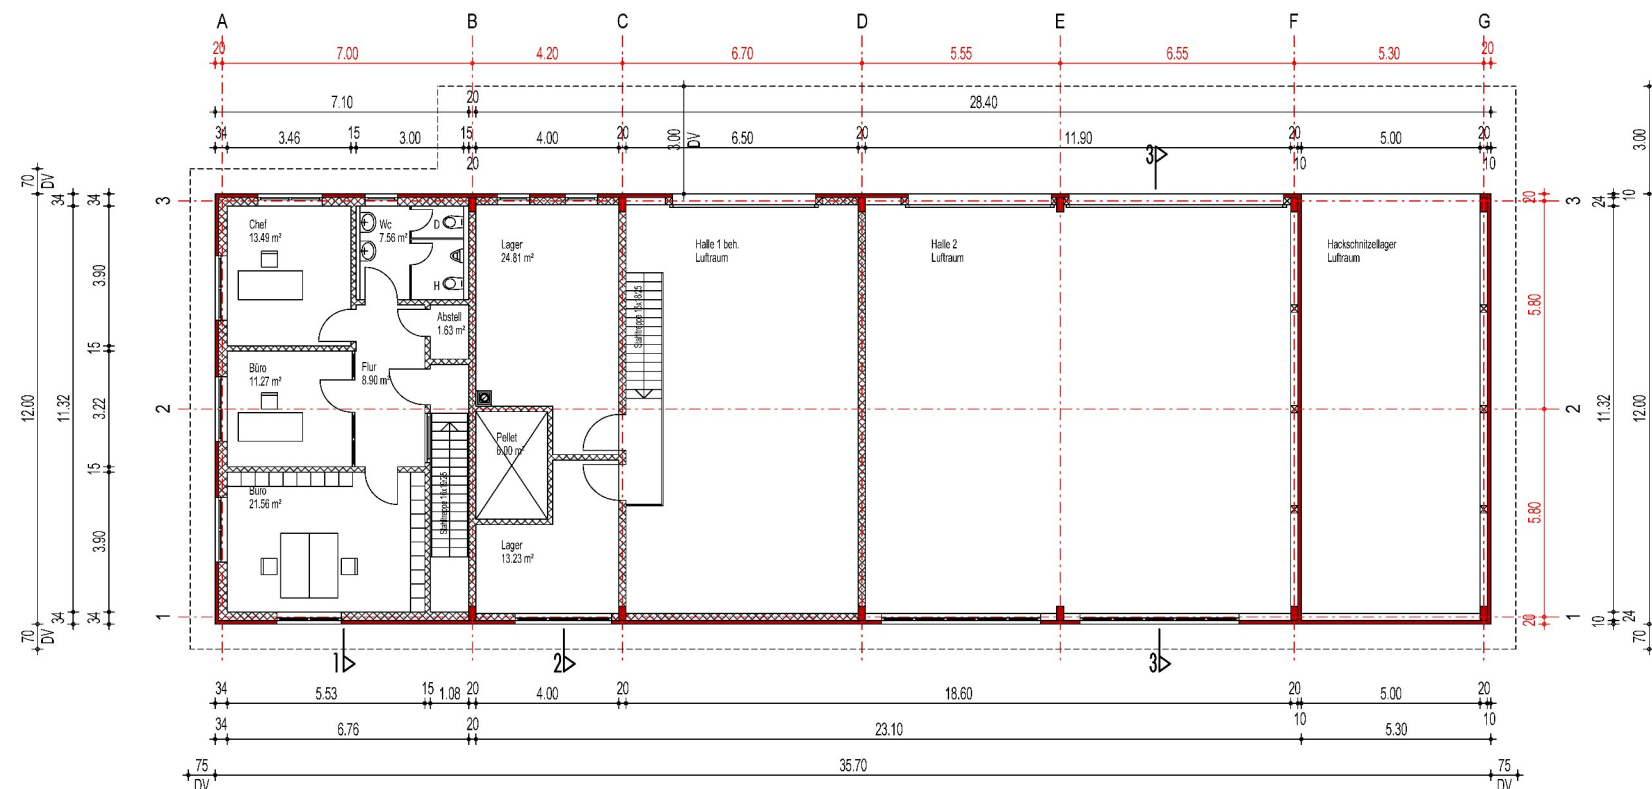 A B C D E F G
20 7.00 4.20 6.70 5.55 6.55 5.30 20
7.10 20 28.40
34 3.46 15 3.00 15 4.00 20 6.50 20 11.90 20 5.00 20
20 3.00 DV 3 10 10
70 DV 34 34
3 3
20 10 24 3.00
Chef
13.49 m²
Wc
7.56 m²
D
H
Lager
24.81 m²
Halle 1 beh.
Luftraum
Halle 2
Luftraum
Hackschnitzellager
Luftraum
3.90
5.80
Abstell
1.63 m²
15
Büro
11.27 m²
Flur
8.90 m²
12.00 11.32 3.22
2 2
11.32 12.00
Pellet
6.00 m²
15
Büro
21.56 m²
3.90
5.80
Lager
13.23 m²
1 1
34 34
70 DV
20 10 24 70
1 2 3
34 5.53 15 1.08 20 4.00 20 18.60 20 5.00 20
34 6.76 20 23.10 10 5.30 10
75 35.70 75
DV DV